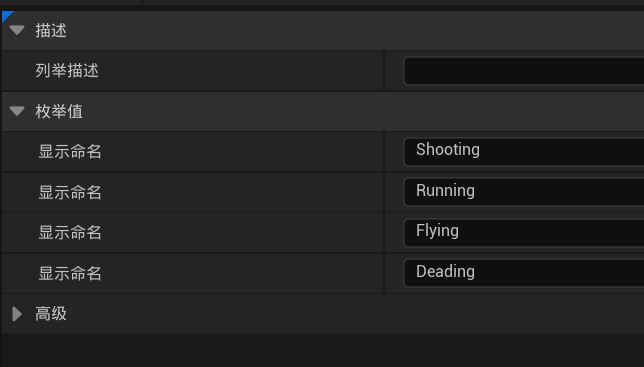 描述
列举描述
枚举值
显示命名 Shooting
显示命名 Running
显示命名 Flying
显示命名 Deading
高级